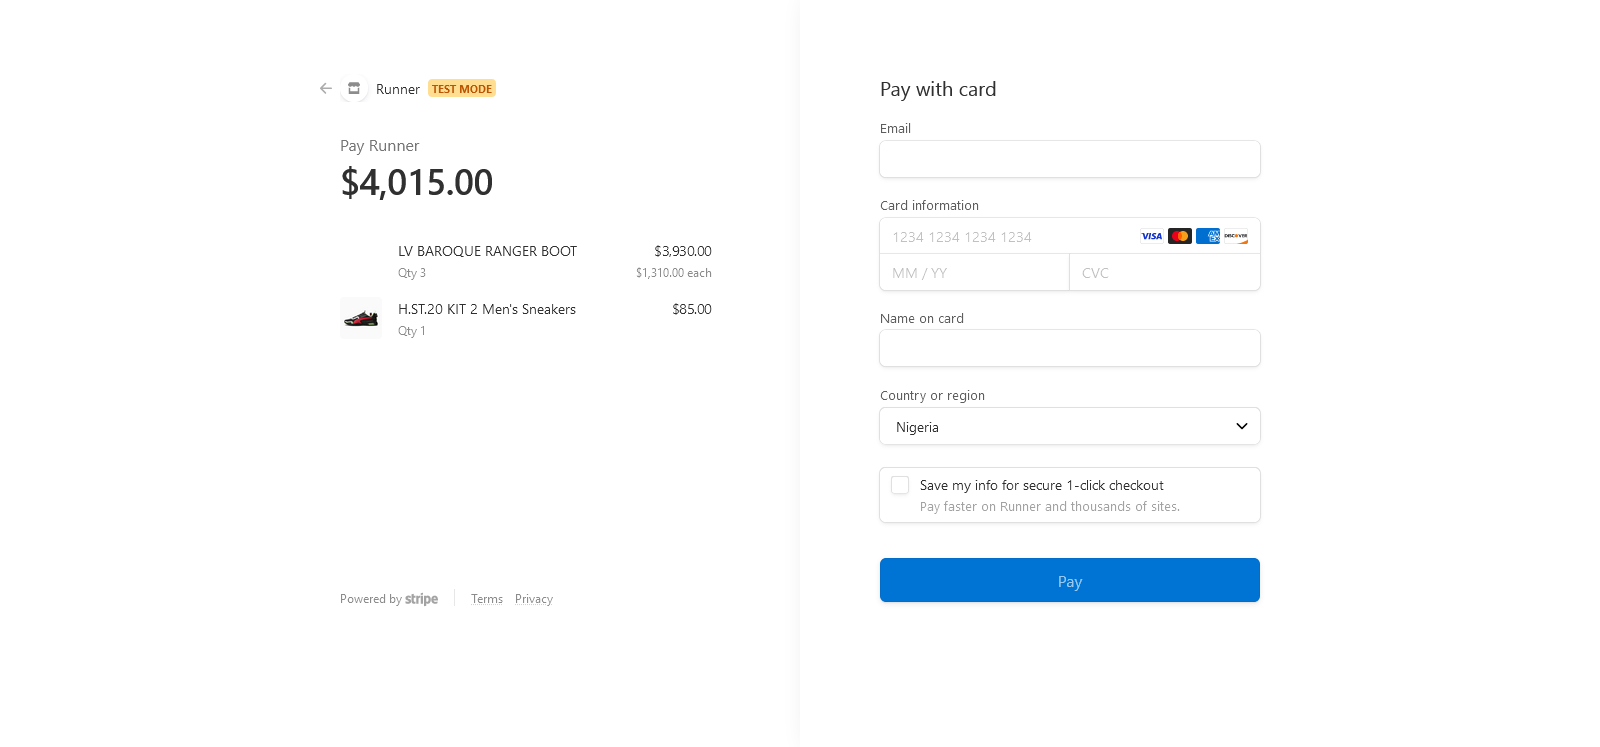 Runner TEST MODE
Pay Runner
$4,015.00
LV BAROQUE RANGER BOOT $3,930.00
Qty 3 $1,310.00 each
H.ST.20 KIT 2 Men's Sneakers $85.00
Qty 1
Powered by stripe Terms Privacy
Pay with card
Email
Card information
1234 1234 1234 1234 VISA AMEX DISCOVER
MM / YY CVC
Name on card
Country or region
Nigeria
Save my info for secure 1-click checkout
Pay faster on Runner and thousands of sites.
Pay